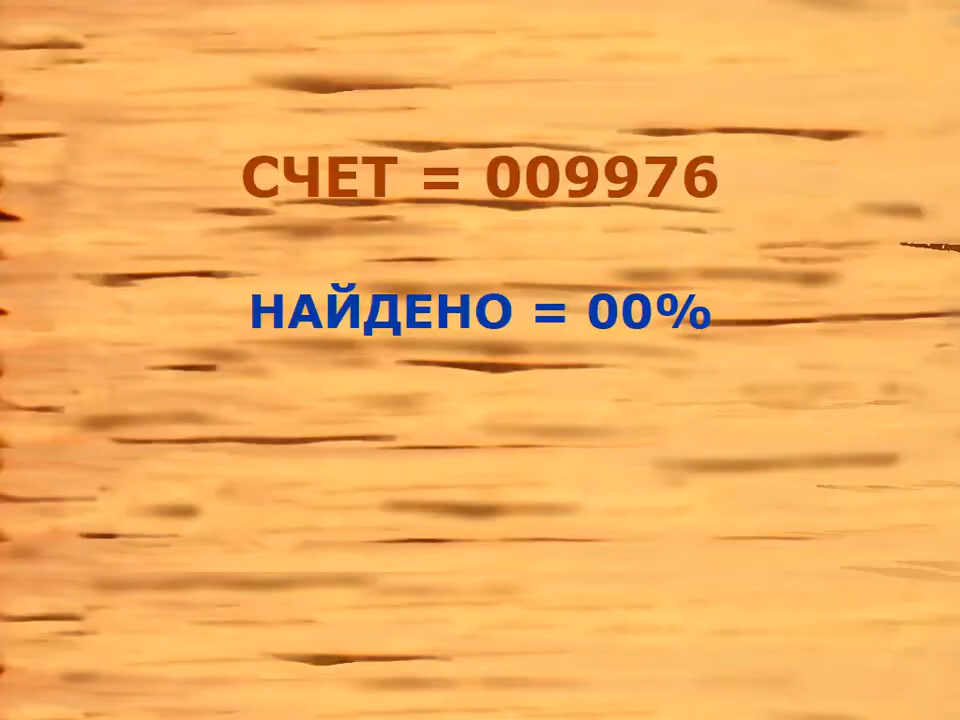 СЧЕТ = 009976
НАЙДЕНО = 00%